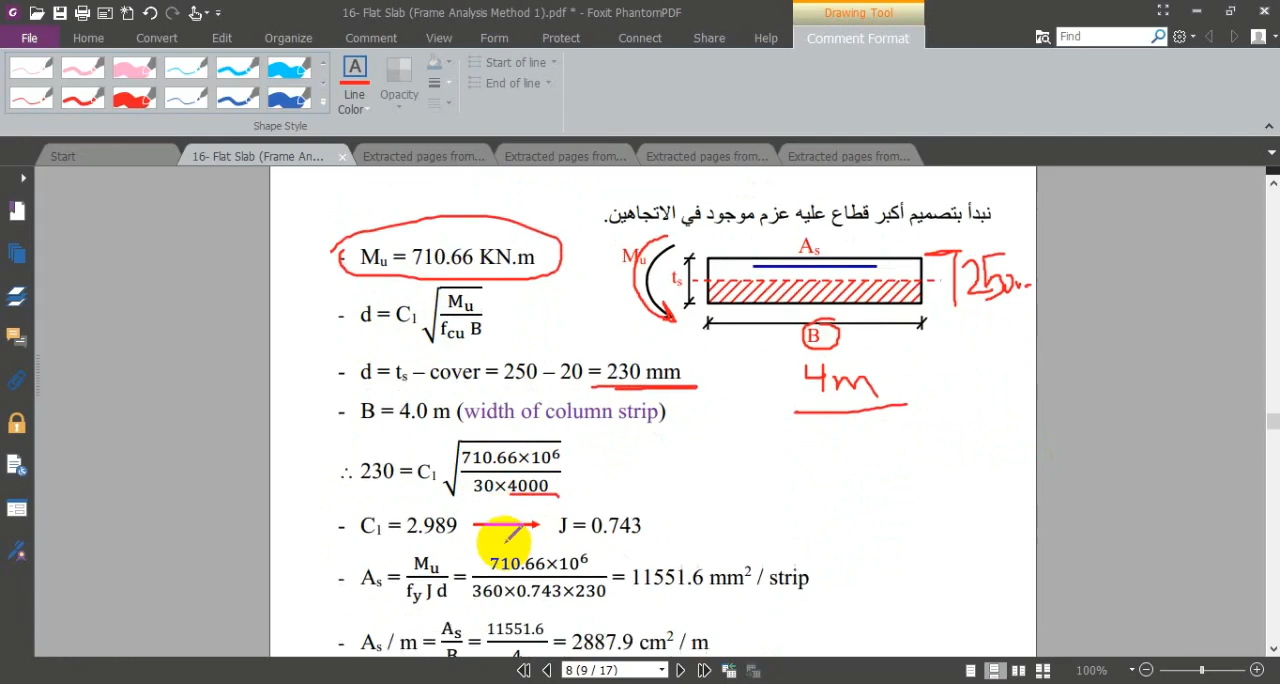 16- Flat Slab (Frame Analysis Method 1).pdf * - Foxit PhantomPDF
Drawing Tool
File Home Convert Edit Organize Comment View Form Protect Connect Share Help Comment Format Find
Start of line
End of line
Line Color
Opacity
Shape Style
Start 16- Flat Slab (Frame An... Extracted pages from... Extracted pages from... Extracted pages from... Extracted pages from...
نبدأ بتصميم أكبر قطاع عليه عزم موجود في الاتجاهين.
- Mu = 710.66 KN.m
Mu As ts 250
B
4m
- d = C1 √(Mu / fcu B)
- d = ts – cover = 250 – 20 = 230 mm
- B = 4.0 m (width of column strip)
∴ 230 = C1 √(710.66×10⁶ / 30×4000)
- C1 = 2.989 J = 0.743
- As = Mu / fy J d = 710.66×10⁶ / 360×0.743×230 = 11551.6 mm² / strip
- As / m = As / B = 11551.6 / 4 = 2887.9 cm² / m
8 (9 / 17) 100%